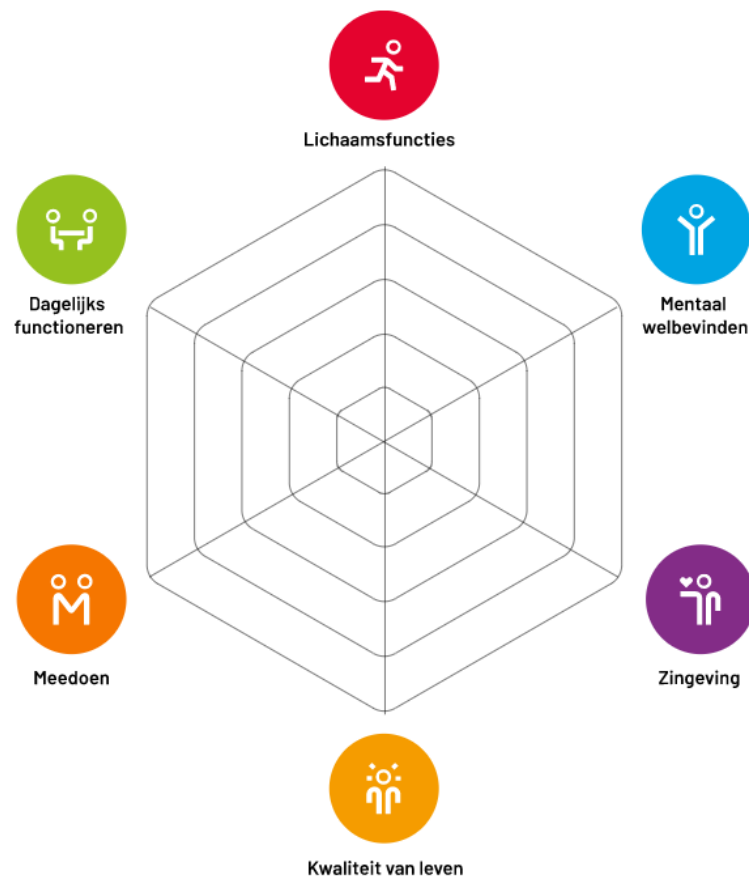 Lichaamsfuncties
Dagelijks
functioneren
Mentaal
welbevinden
Meedoen
Zingeving
Kwaliteit van leven